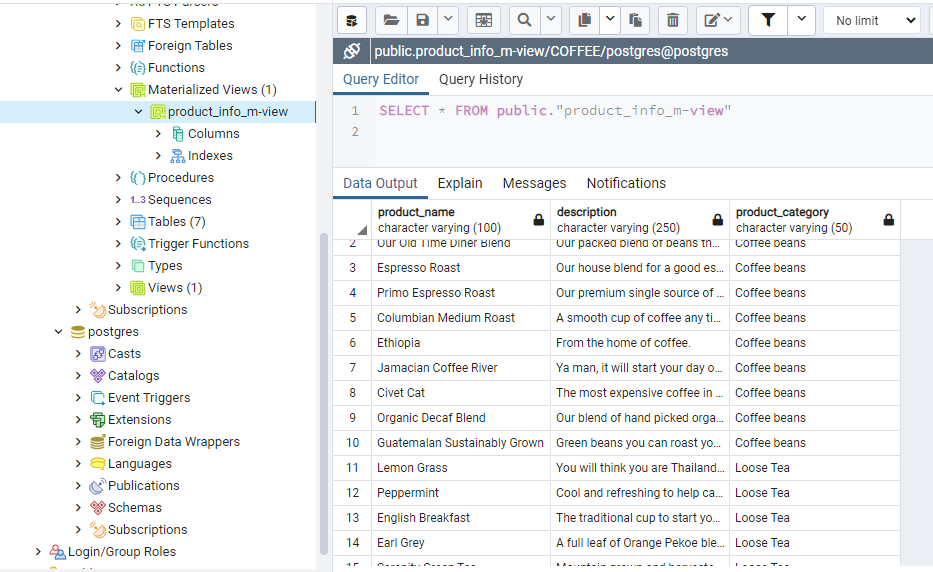 FTS Parsers
FTS Templates
Foreign Tables
Functions
Materialized Views (1)
product_info_m-view
Columns
Indexes
Procedures
1..3 Sequences
Tables (7)
Trigger Functions
Types
Views (1)
Subscriptions
postgres
Casts
Catalogs
Event Triggers
Extensions
Foreign Data Wrappers
Languages
Publications
Schemas
Subscriptions
Login/Group Roles
No limit
public.product_info_m-view/COFFEE/postgres@postgres
Query Editor Query History
1 SELECT * FROM public."product_info_m-view"
2
Data Output Explain Messages Notifications
product_name description product_category
character varying (100) character varying (250) character varying (50)
2 Our Old Time Diner Blend Our packed blend of beans th... Coffee beans
3 Espresso Roast Our house blend for a good es... Coffee beans
4 Primo Espresso Roast Our premium single source of ... Coffee beans
5 Columbian Medium Roast A smooth cup of coffee any ti... Coffee beans
6 Ethiopia From the home of coffee. Coffee beans
7 Jamacian Coffee River Ya man, it will start your day o... Coffee beans
8 Civet Cat The most expensive coffee in ... Coffee beans
9 Organic Decaf Blend Our blend of hand picked orga... Coffee beans
10 Guatemalan Sustainably Grown Green beans you can roast yo... Coffee beans
11 Lemon Grass You will think you are Thailand... Loose Tea
12 Peppermint Cool and refreshing to help ca... Loose Tea
13 English Breakfast The traditional cup to start yo... Loose Tea
14 Earl Grey A full leaf of Orange Pekoe ble... Loose Tea
15 Serenity Green Tea Mountain grown and harveste... Loose Tea